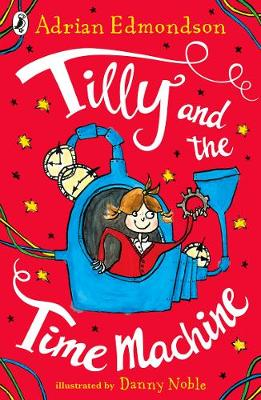 Adrian Edmondson
Tilly
and
the
Time Machine
illustrated by Danny Noble